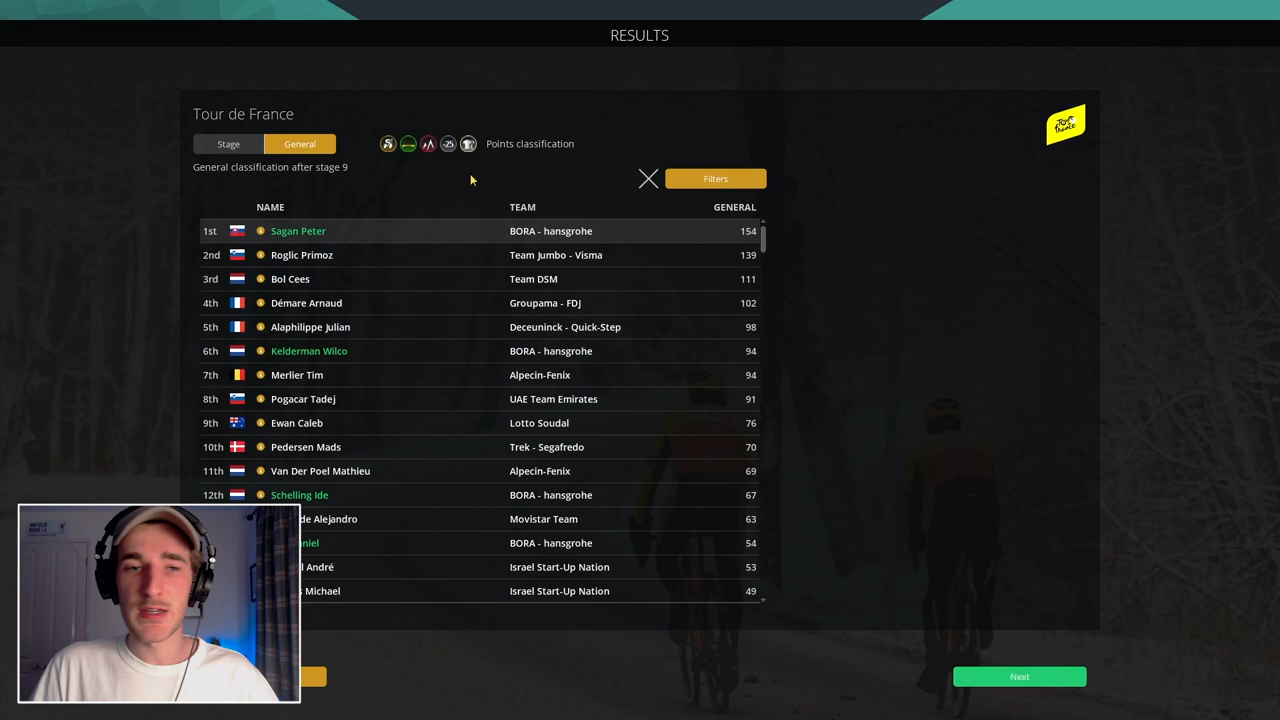 RESULTS
Tour de France
Stage General Points classification
General classification after stage 9
Filters
NAME TEAM GENERAL
1st Sagan Peter BORA - hansgrohe 154
2nd Roglic Primoz Team Jumbo - Visma 139
3rd Bol Cees Team DSM 111
4th Démare Arnaud Groupama - FDJ 102
5th Alaphilippe Julian Deceuninck - Quick-Step 98
6th Kelderman Wilco BORA - hansgrohe 94
7th Merlier Tim Alpecin-Fenix 94
8th Pogacar Tadej UAE Team Emirates 91
9th Ewan Caleb Lotto Soudal 76
10th Pedersen Mads Trek - Segafredo 70
11th Van Der Poel Mathieu Alpecin-Fenix 69
12th Schelling Ide BORA - hansgrohe 67
de Alejandro Movistar Team 63
BORA - hansgrohe 54
André Israel Start-Up Nation 53
Michael Israel Start-Up Nation 49
Next